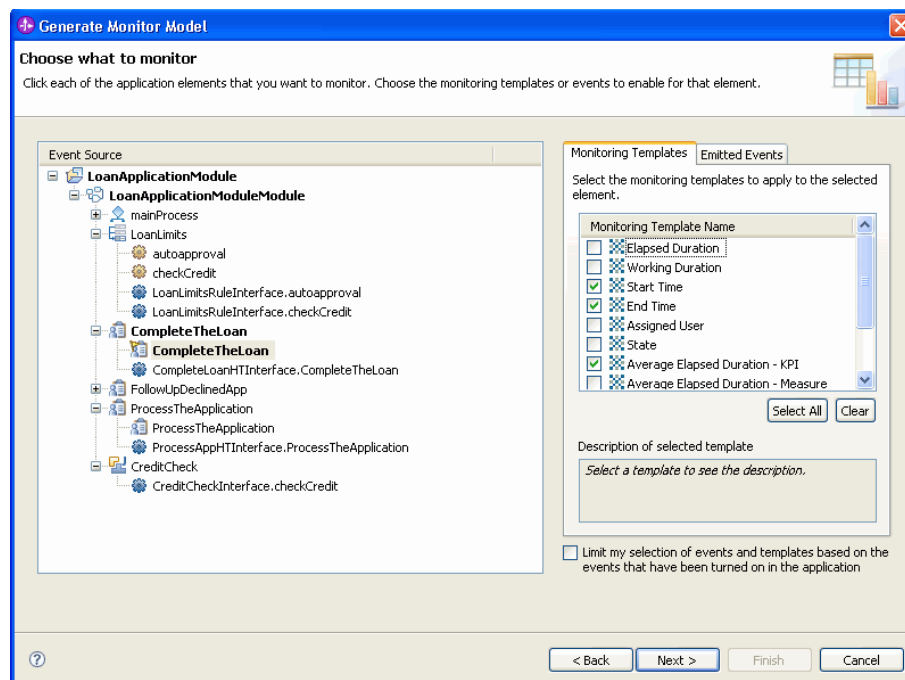 Generate Monitor Model
Choose what to monitor
Click each of the application elements that you want to monitor. Choose the monitoring templates or events to enable for that element.
Event Source
LoanApplicationModule
LoanApplicationModuleModule
mainProcess
LoanLimits
autoapproval
checkCredit
LoanLimitsRuleInterface.autoapproval
LoanLimitsRuleInterface.checkCredit
CompleteTheLoan
CompleteTheLoan
CompleteLoanHTInterface.CompleteTheLoan
FollowUpDeclinedApp
ProcessTheApplication
ProcessTheApplication
ProcessAppHTInterface.ProcessTheApplication
CreditCheck
CreditCheckInterface.checkCredit
Monitoring Templates Emitted Events
Select the monitoring templates to apply to the selected
element.
Monitoring Template Name
Elapsed Duration
Working Duration
Start Time
End Time
Assigned User
State
Average Elapsed Duration - KPI
Average Elapsed Duration - Measure
Select All Clear
Description of selected template
Select a template to see the description.
Limit my selection of events and templates based on the
events that have been turned on in the application
? < Back Next > Finish Cancel